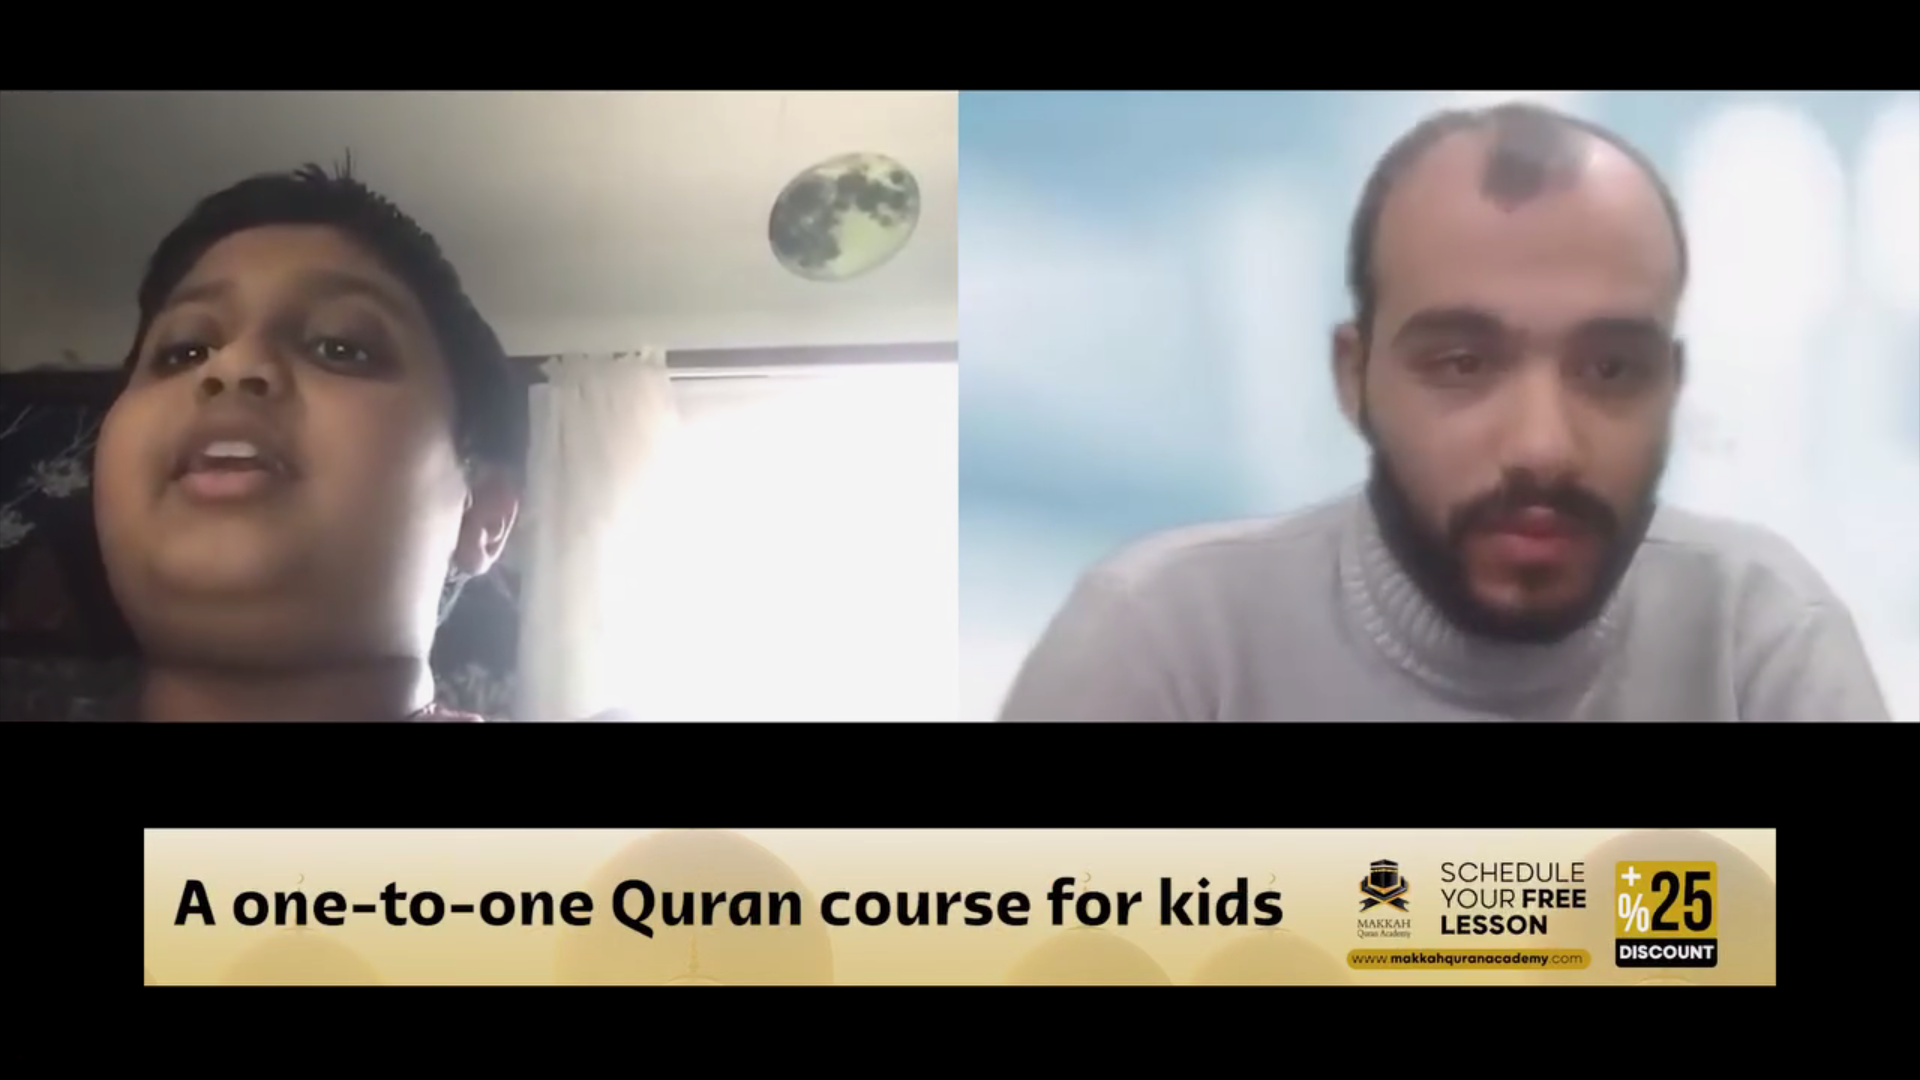 A one-to-one Quran course for kids
MAKKAH
Quran Academy
SCHEDULE
YOUR FREE
LESSON
www.makkahquranacademy.com
+
%25
DISCOUNT